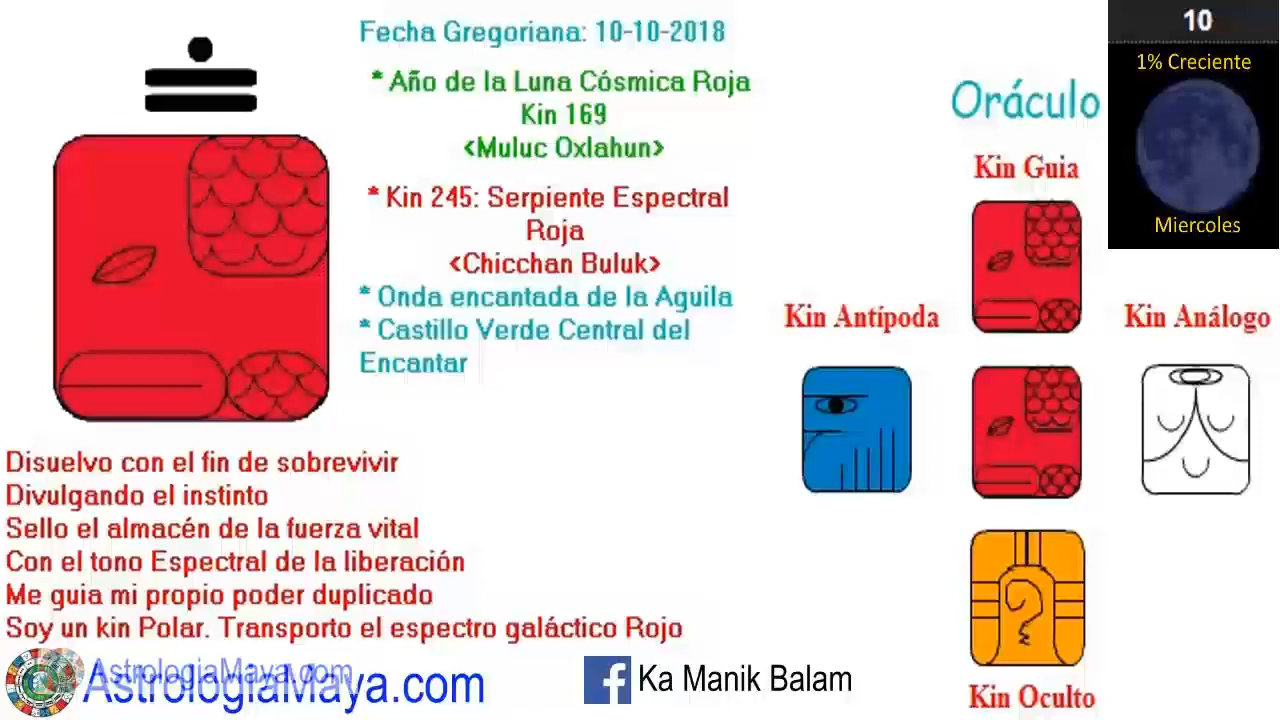 Fecha Gregoriana: 10-10-2018
* Año de la Luna Cósmica Roja
Kin 169
<Muluc Oxlahun>
* Kin 245: Serpiente Espectral
Roja
<Chicchan Buluk>
* Onda encantada de la Aguila
* Castillo Verde Central del
Encantar
10
1% Creciente
Miercoles
Oráculo
Kin Guia
Kin Antípoda
Kin Análogo
Kin Oculto
Disuelvo con el fin de sobrevivir
Divulgando el instinto
Sello el almacén de la fuerza vital
Con el tono Espectral de la liberación
Me guia mi propio poder duplicado
Soy un kin Polar. Transporto el espectro galáctico Rojo
AstrologiaMaya.com
AstrologiaMaya.com
f Ka Manik Balam